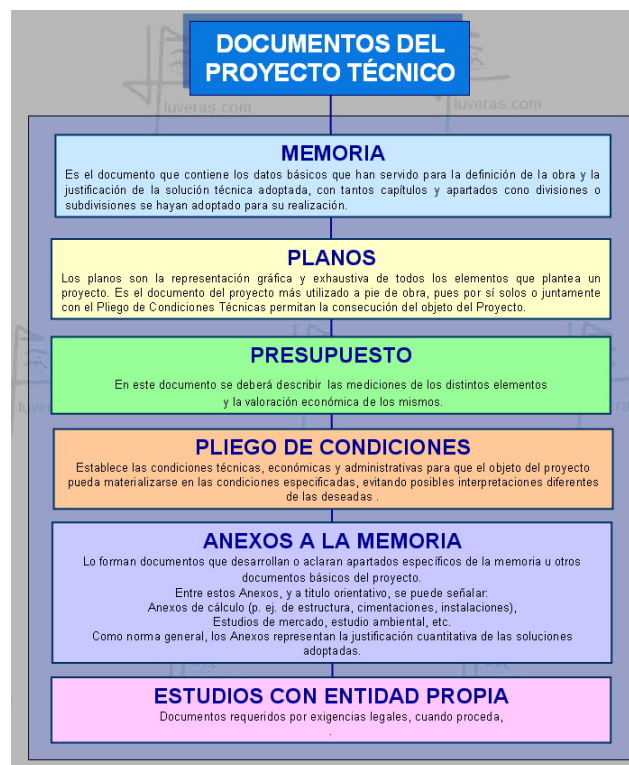 DOCUMENTOS DEL
PROYECTO TÉCNICO
tuveras.com
tuveras.com
MEMORIA
Es el documento que contiene los datos básicos que han servido para la definición de la obra y la
justificación de la solución técnica adoptada, con tantos capítulos y apartados cono divisiones o
subdivisiones se hayan adoptado para su realización.
PLANOS
Los planos son la representación gráfica y exhaustiva de todos los elementos que plantea un
proyecto. Es el documento del proyecto más utilizado a pie de obra, pues por sí solos o juntamente
con el Pliego de Condiciones Técnicas permitan la consecución del objeto del Proyecto.
PRESUPUESTO
En este documento se deberá describir las mediciones de los distintos elementos
y la valoración económica de los mismos.
PLIEGO DE CONDICIONES
Establece las condiciones técnicas, económicas y administrativas para que el objeto del proyecto
pueda materializarse en las condiciones especificadas, evitando posibles interpretaciones diferentes
de las deseadas .
ANEXOS A LA MEMORIA
Lo forman documentos que desarrollan o aclaran apartados específicos de la memoria u otros
documentos básicos del proyecto.
Entre estos Anexos, y a titulo orientativo, se puede señalar:
Anexos de cálculo (p. ej. de estructura, cimentaciones, instalaciones),
Estudios de mercado, estudio ambiental, etc.
Como norma general, los Anexos representan la justificación cuantitativa de las soluciones
adoptadas.
ESTUDIOS CON ENTIDAD PROPIA
Documentos requeridos por exigencias legales, cuando proceda,
.